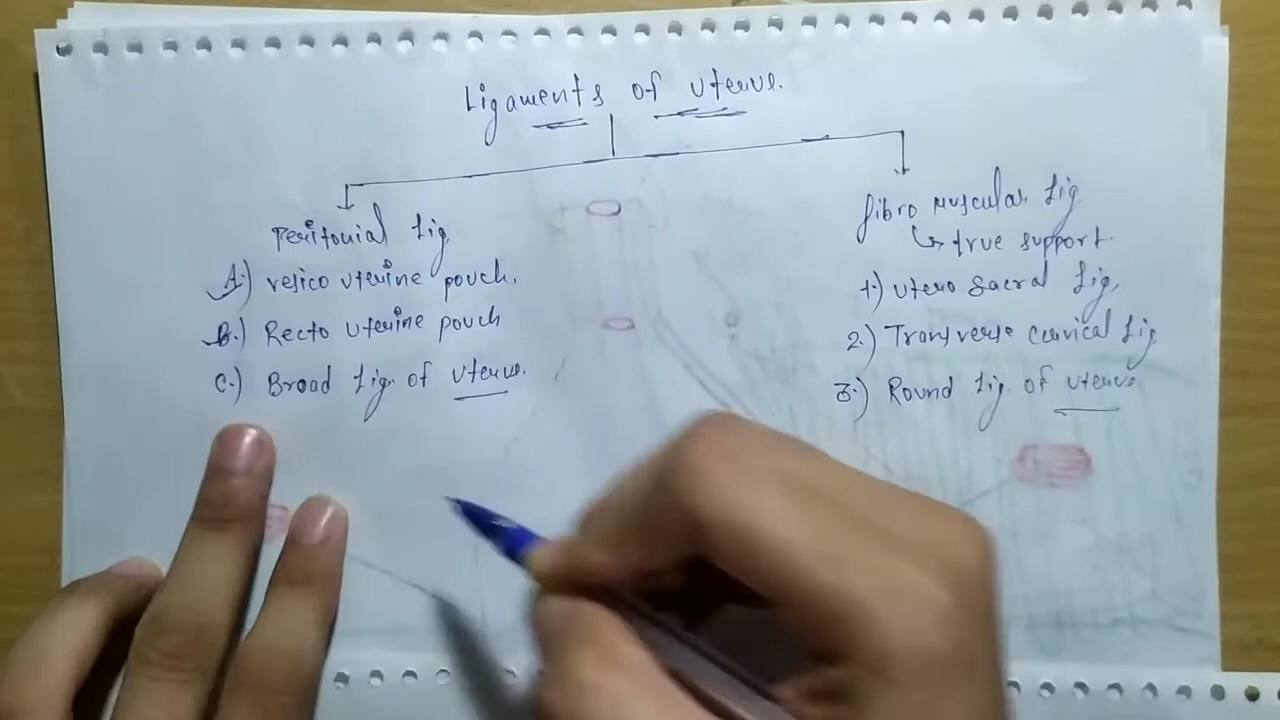 Ligaments of uterus.
Peritonial Lig
A.) vesico uterine pouch.
B.) Recto uterine pouch
C.) Broad Lig. of uterus.
fibro muscular Lig
↳ true support
1.) utero sacral Lig.
2.) Transverse cervical Lig
3.) Round Lig. of uterus